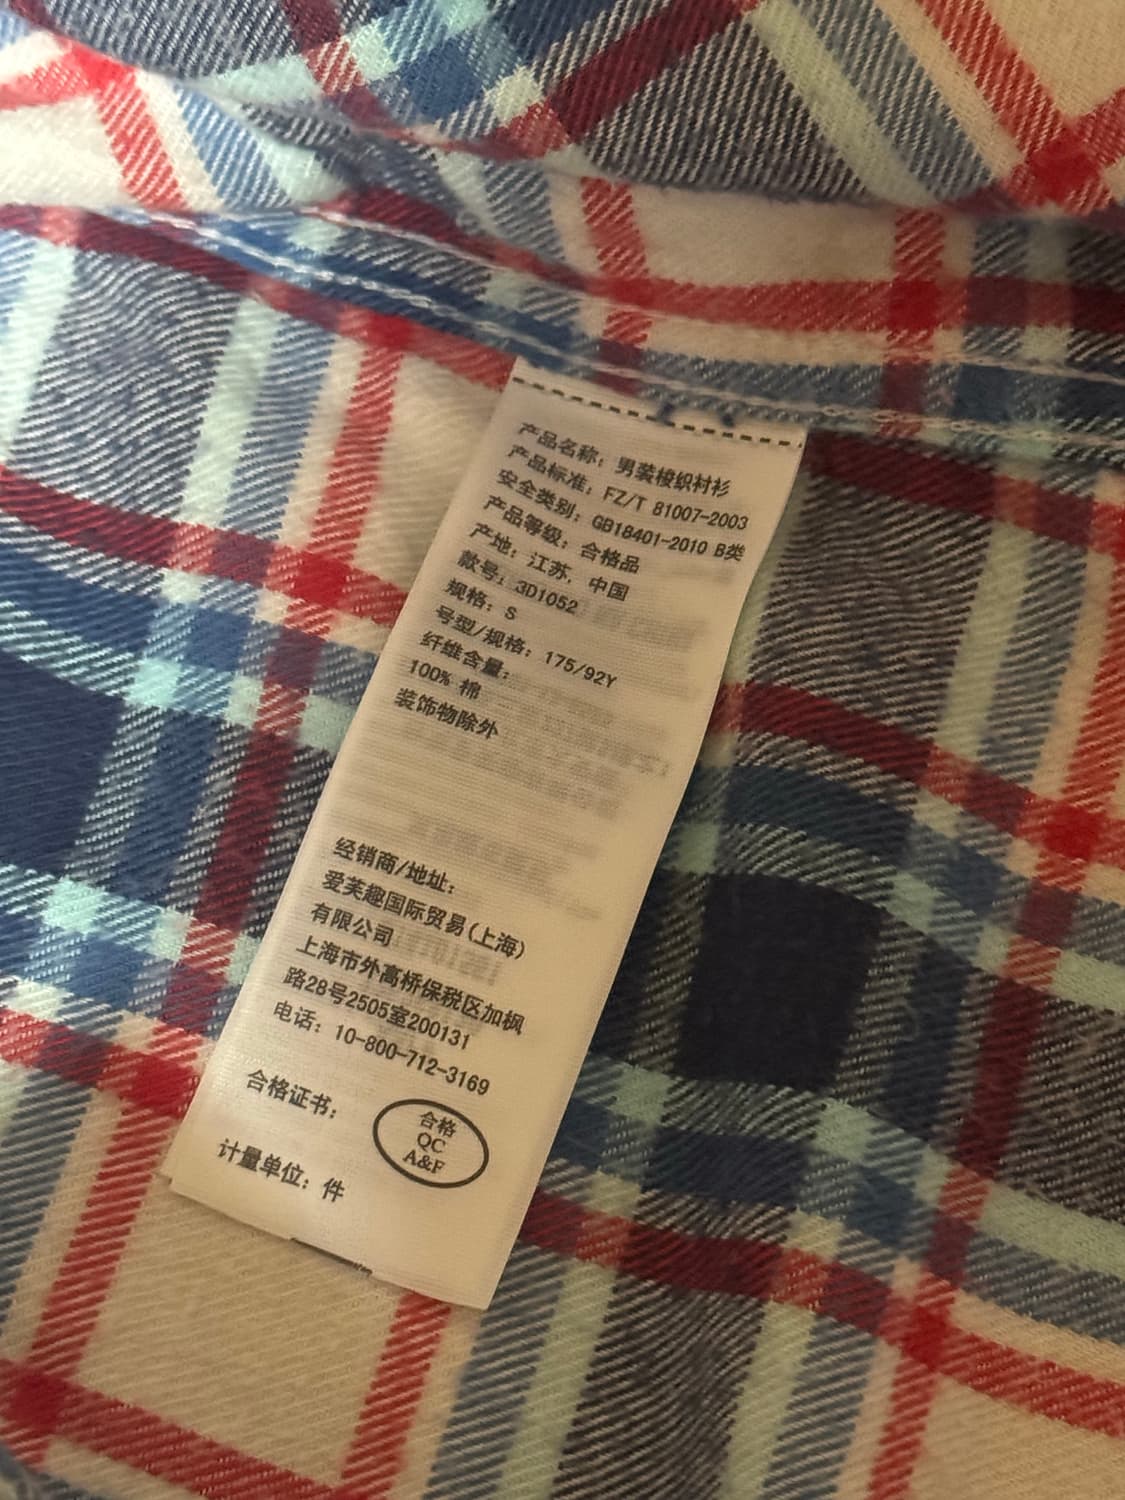 产品名称：男装梭织衬衫
产品标准：FZ/T 81007-2003
安全类别：GB18401-2010 B类
产品等级：合格品
产地：江苏，中国
款号：3D1052
规格：S
号型/规格：175/92Y
纤维含量：
100% 棉
装饰物除外
经销商/地址：
爱芙趣国际贸易(上海)
有限公司
上海市外高桥保税区加枫
路28号2505室200131
电话：10-800-712-3169
合格证书：
合格
QC
A&F
计量单位：件